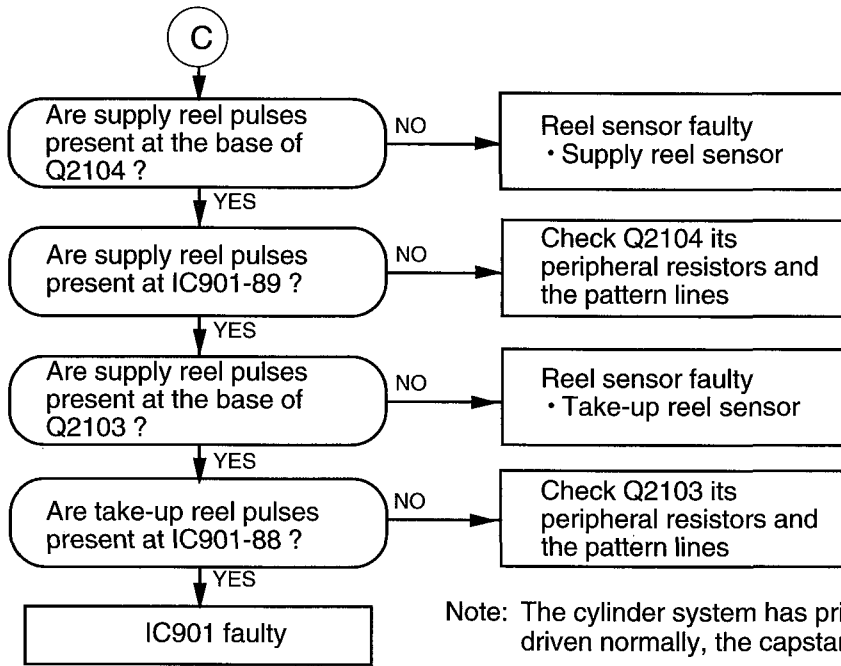 C
Are supply reel pulses
present at the base of
Q2104 ?
NO
Reel sensor faulty
・Supply reel sensor
YES
Are supply reel pulses
present at IC901-89 ?
NO
Check Q2104 its
peripheral resistors and
the pattern lines
YES
Are supply reel pulses
present at the base of
Q2103 ?
NO
Reel sensor faulty
・Take-up reel sensor
YES
Are take-up reel pulses
present at IC901-88 ?
NO
Check Q2103 its
peripheral resistors and
the pattern lines
YES
IC901 faulty
Note: The cylinder system has pri
driven normally, the capstar